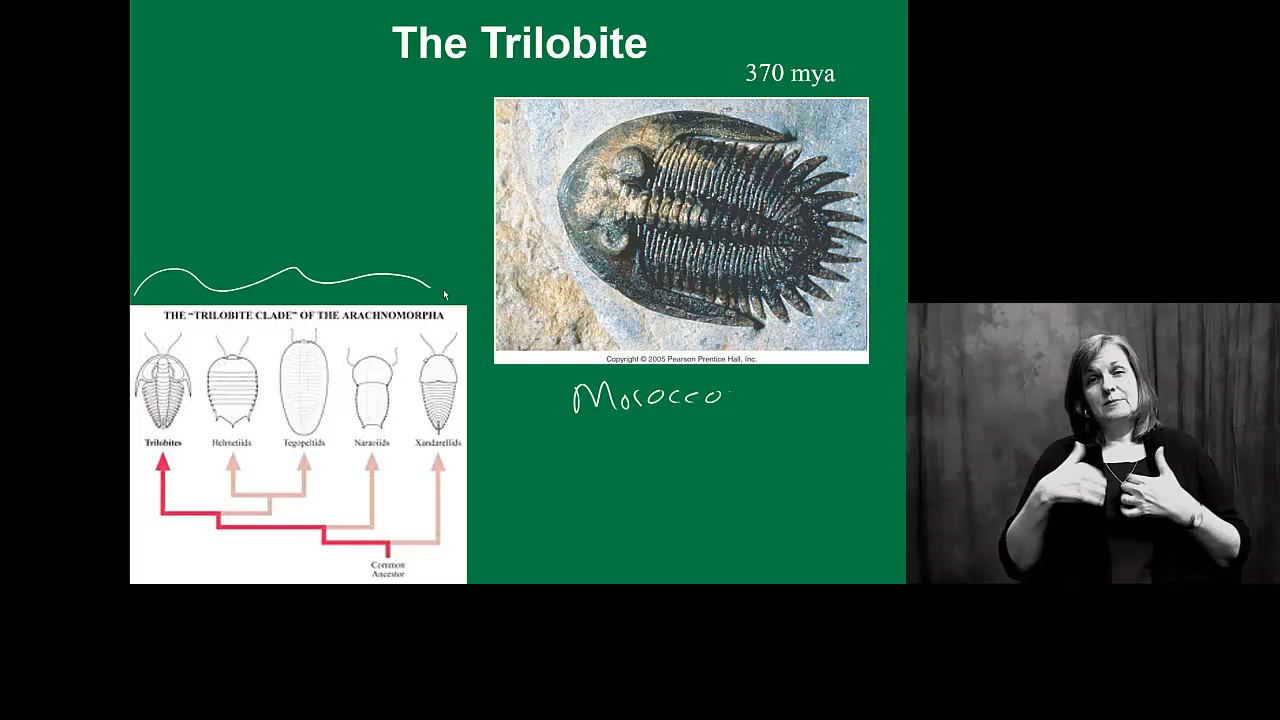 The Trilobite
370 mya
Copyright © 2005 Pearson Prentice Hall, Inc.
Morocco
THE “TRILOBITE CLADE” OF THE ARACHNOMORPHA
Trilobites Helmetiids Tegopeltids Naraoiids Xandarellids
Common
Ancestor